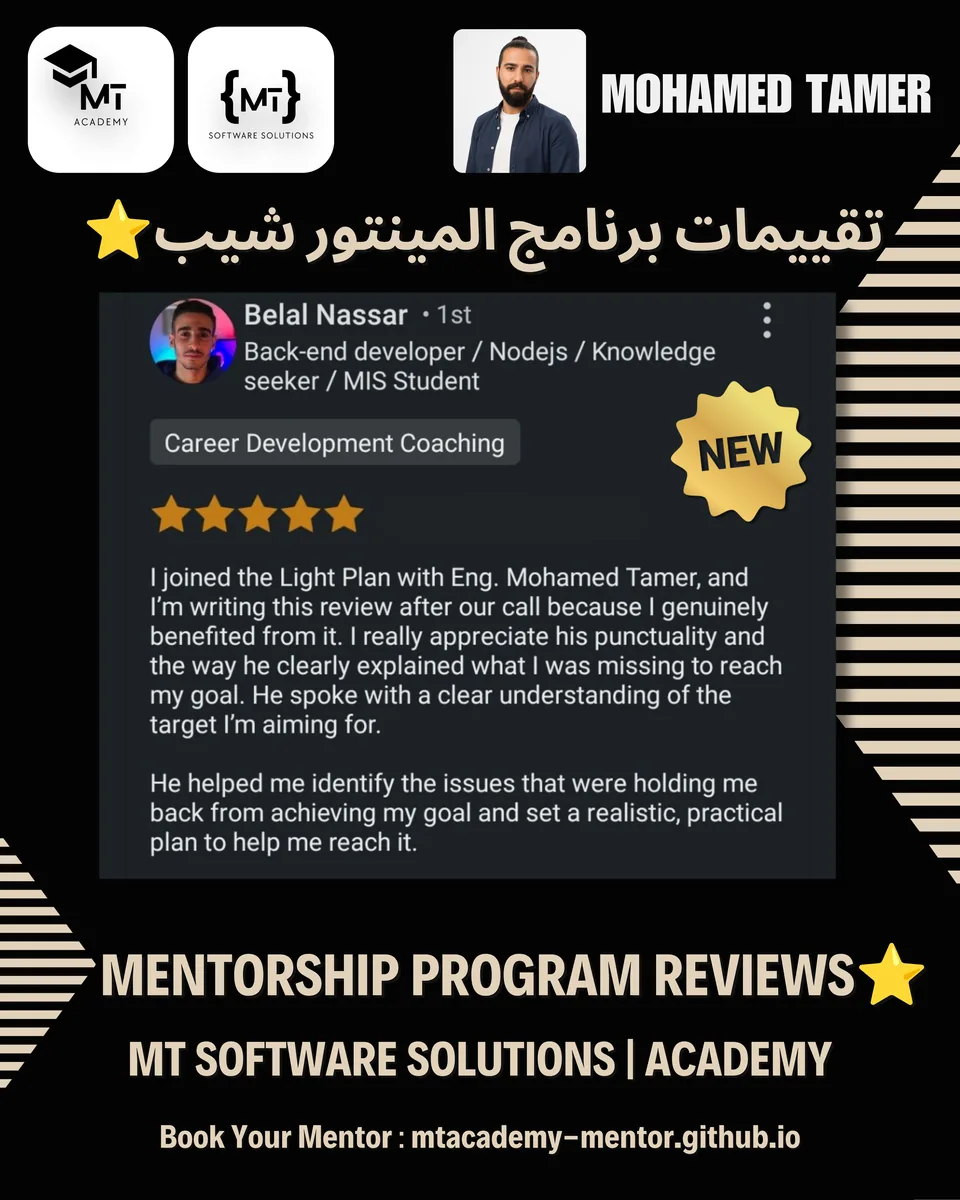 MT
ACADEMY
{MT}
SOFTWARE SOLUTIONS
MOHAMED TAMER
تقييمات برنامج المينتور شيب⭐
Belal Nassar • 1st
Back-end developer / Nodejs / Knowledge
seeker / MIS Student
Career Development Coaching
NEW
I joined the Light Plan with Eng. Mohamed Tamer, and
I’m writing this review after our call because I genuinely
benefited from it. I really appreciate his punctuality and
the way he clearly explained what I was missing to reach
my goal. He spoke with a clear understanding of the
target I’m aiming for.
He helped me identify the issues that were holding me
back from achieving my goal and set a realistic, practical
plan to help me reach it.
MENTORSHIP PROGRAM REVIEWS⭐
MT SOFTWARE SOLUTIONS | ACADEMY
Book Your Mentor : mtacademy-mentor.github.io